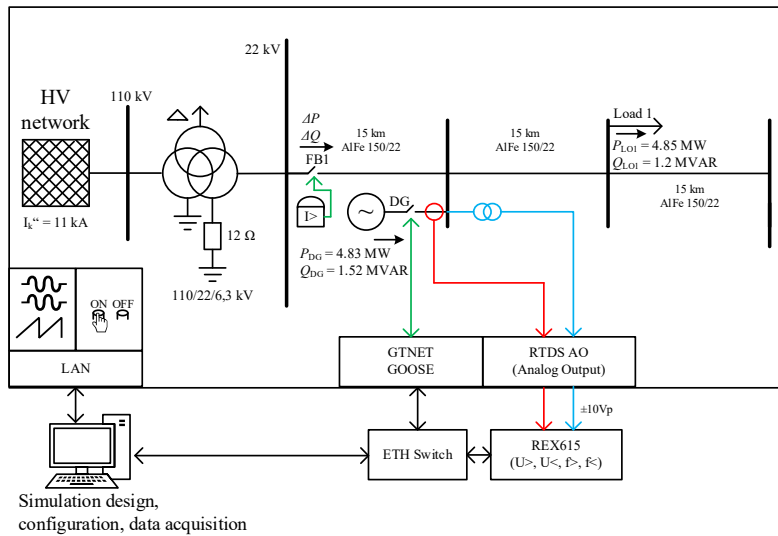 22 kV
HV
network
110 kV
Δ
I_k“ = 11 kA
12 Ω
110/22/6,3 kV
ΔP
ΔQ
FB1
I>
15 km
AlFe 150/22
15 km
AlFe 150/22
Load 1
P_LO1 = 4.85 MW
Q_LO1 = 1.2 MVAR
15 km
AlFe 150/22
~
DG
P_DG = 4.83 MW
Q_DG = 1.52 MVAR
ON OFF
LAN
GTNET
GOOSE
RTDS AO
(Analog Output)
±10Vp
ETH Switch
REX615
(U>, U<, f>, f<)
Simulation design,
configuration, data acquisition